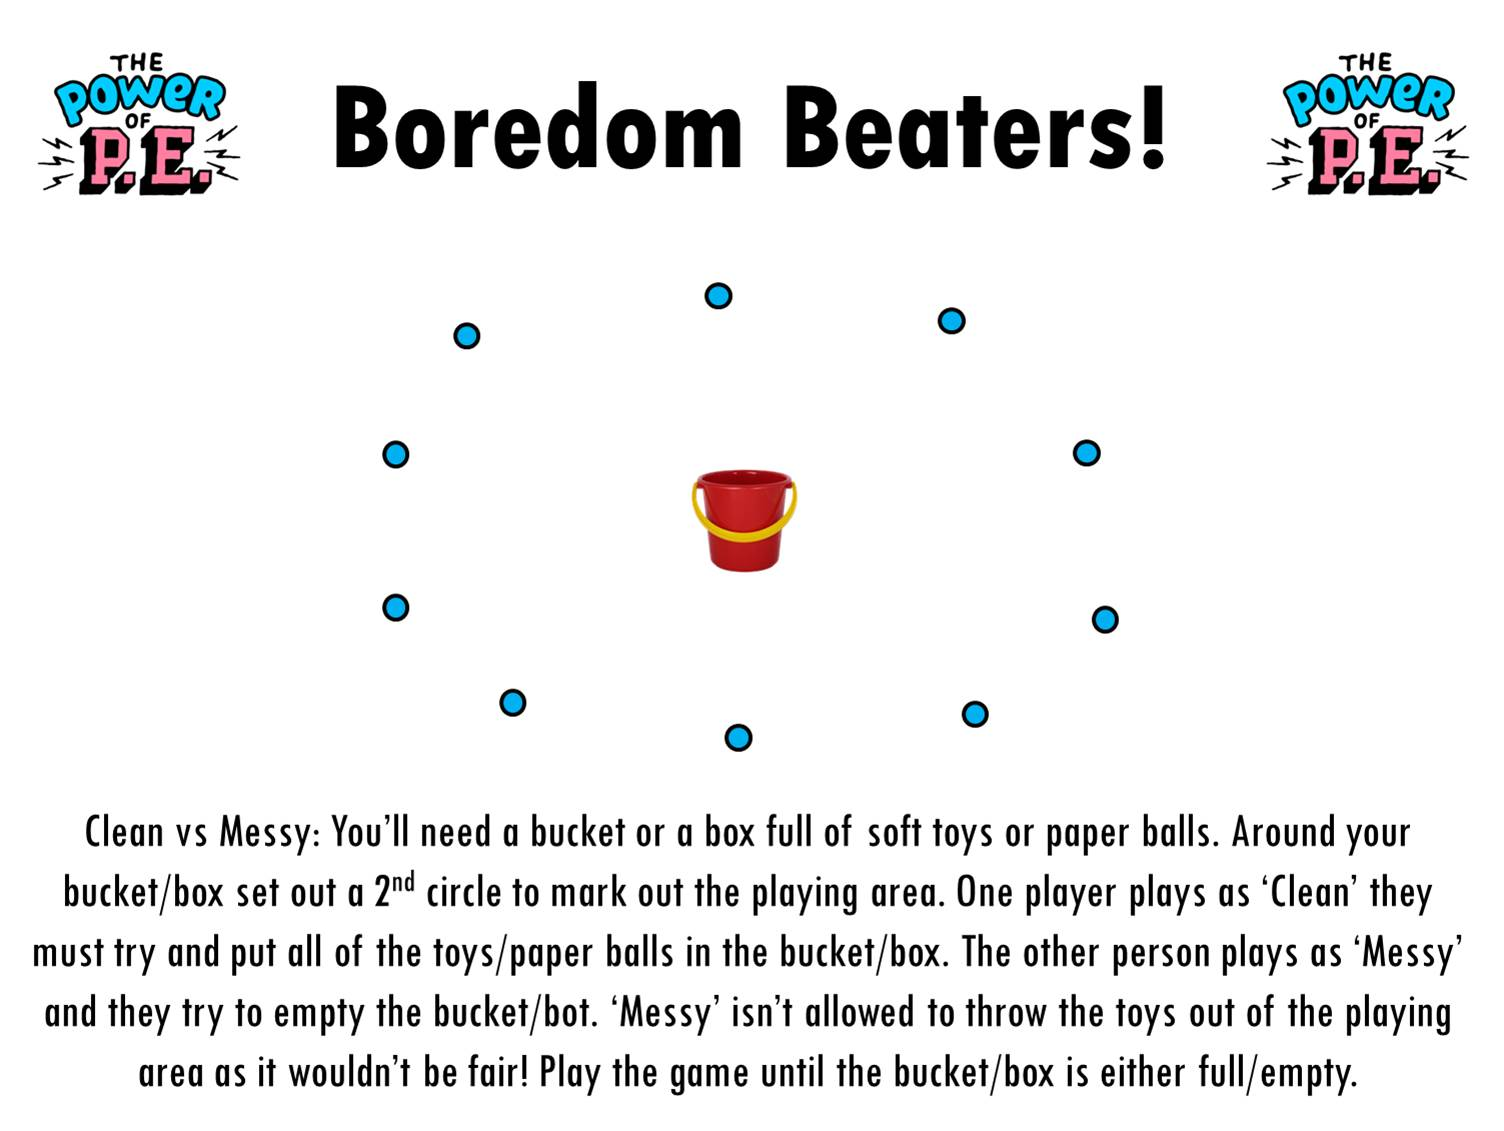 THE
POWER
OF
P.E.
Boredom Beaters!
THE
POWER
OF
P.E.
Clean vs Messy: You’ll need a bucket or a box full of soft toys or paper balls. Around your
bucket/box set out a 2nd circle to mark out the playing area. One player plays as ‘Clean’ they
must try and put all of the toys/paper balls in the bucket/box. The other person plays as ‘Messy’
and they try to empty the bucket/bot. ‘Messy’ isn’t allowed to throw the toys out of the playing
area as it wouldn’t be fair! Play the game until the bucket/box is either full/empty.